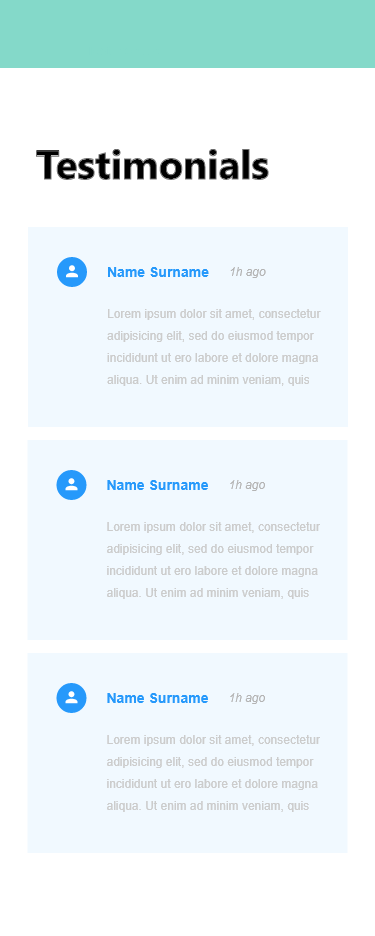 Testimonials
Name Surname 1h ago
Lorem ipsum dolor sit amet, consectetur
adipisicing elit, sed do eiusmod tempor
incididunt ut ero labore et dolore magna
aliqua. Ut enim ad minim veniam, quis
Name Surname 1h ago
Lorem ipsum dolor sit amet, consectetur
adipisicing elit, sed do eiusmod tempor
incididunt ut ero labore et dolore magna
aliqua. Ut enim ad minim veniam, quis
Name Surname 1h ago
Lorem ipsum dolor sit amet, consectetur
adipisicing elit, sed do eiusmod tempor
incididunt ut ero labore et dolore magna
aliqua. Ut enim ad minim veniam, quis